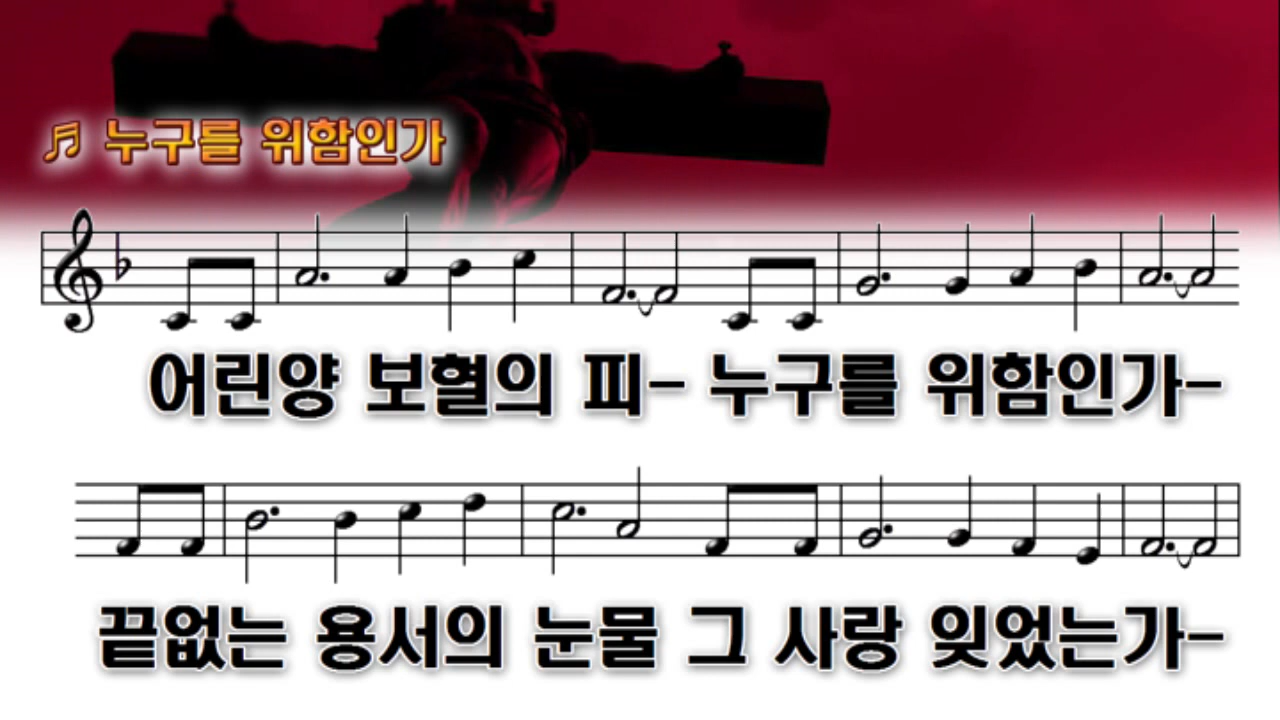 ♬ 누구를 위함인가
어린양 보혈의 피- 누구를 위함인가-
끝없는 용서의 눈물 그 사랑 잊었는가-